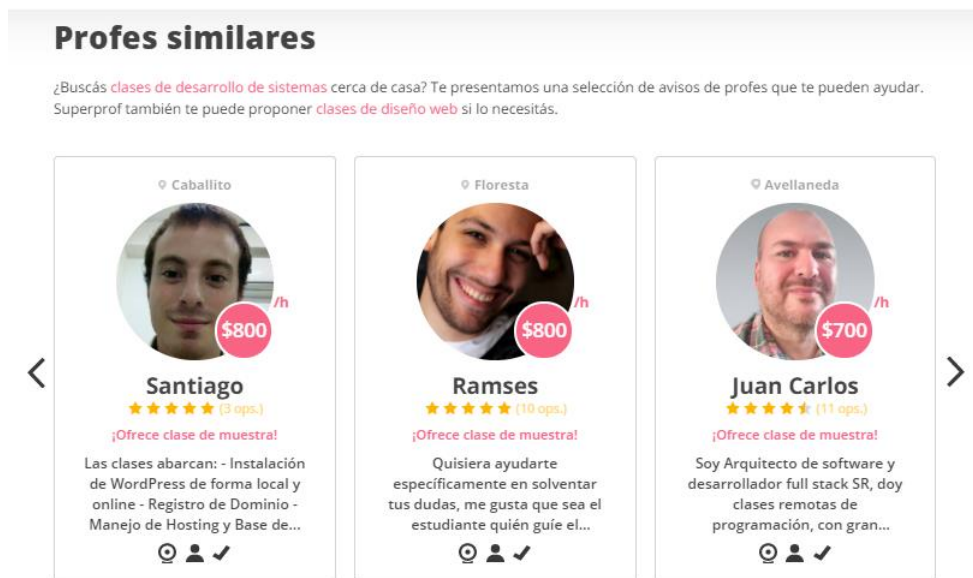 Profes similares
¿Buscás clases de desarrollo de sistemas cerca de casa? Te presentamos una selección de avisos de profes que te pueden ayudar.
Superprof también te puede proponer clases de diseño web si lo necesitás.
Caballito
/h
$800
Santiago
(3 ops.)
¡Ofrece clase de muestra!
Las clases abarcan: - Instalación
de WordPress de forma local y
online - Registro de Dominio -
Manejo de Hosting y Base de...
Floresta
/h
$800
Ramses
(10 ops.)
¡Ofrece clase de muestra!
Quisiera ayudarte
específicamente en solventar
tus dudas, me gusta que sea el
estudiante quién guíe el...
Avellaneda
/h
$700
Juan Carlos
(11 ops.)
¡Ofrece clase de muestra!
Soy Arquitecto de software y
desarrollador full stack SR, doy
clases remotas de
programación, con gran...